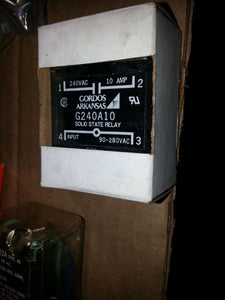 240VAC 10 AMP
1 2
GORDOS
ARKANSAS
G240A10
SOLID STATE RELAY
4 INPUT 3
90-280VAC